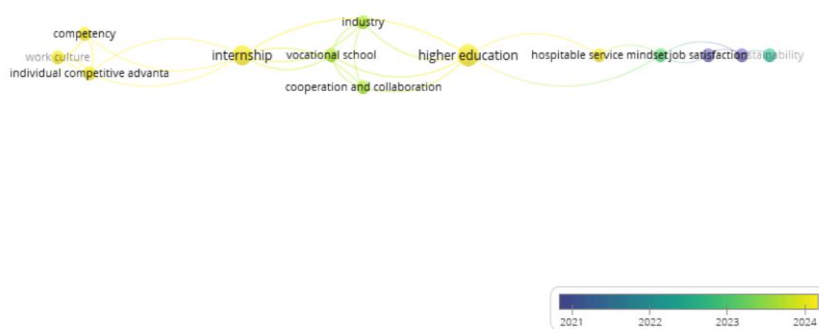 industry
competency
work culture
internship
vocational school
higher education
hospitable service mindset
job satisfaction
individual competitive advanta
cooperation and collaboration
2021
2022
2023
2024